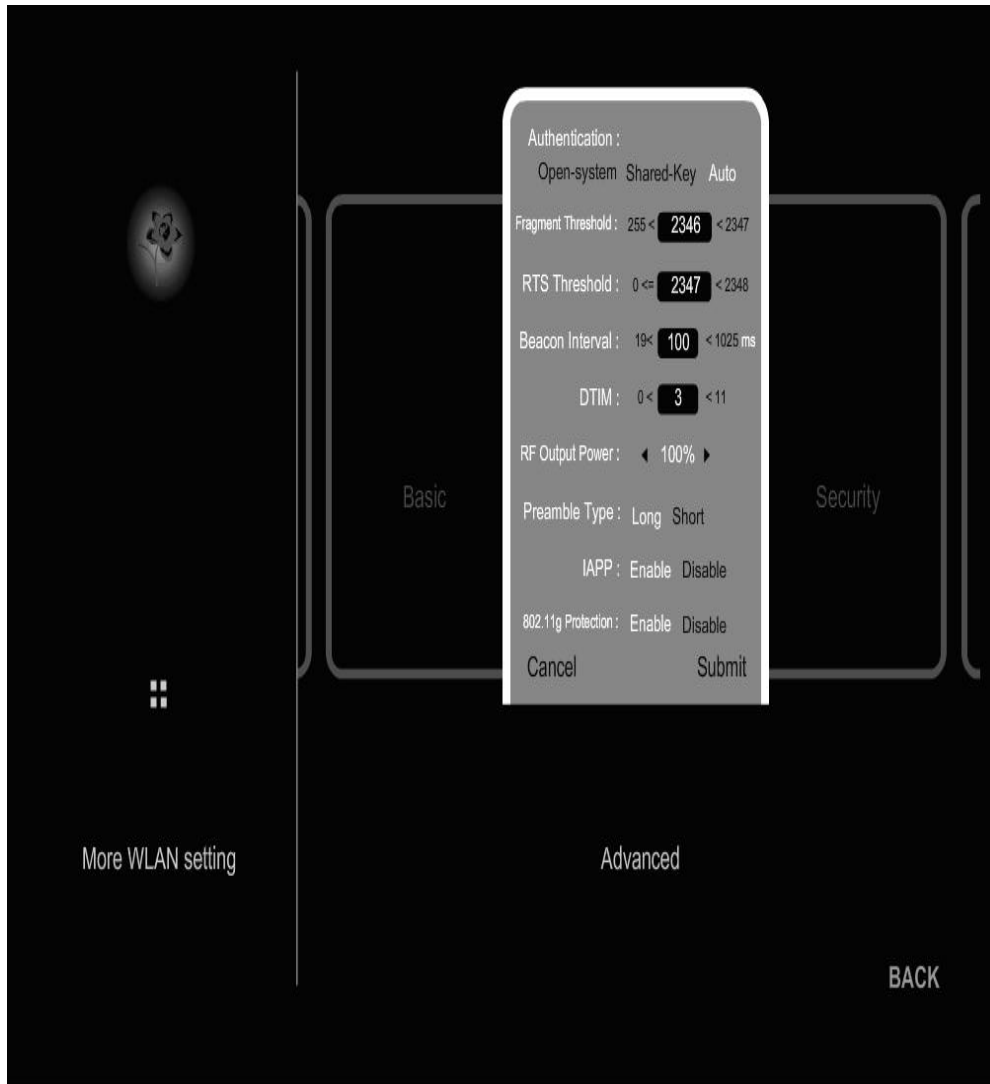 Authentication :
Open-system Shared-Key Auto
Fragment Threshold : 255 < 2346 < 2347
RTS Threshold : 0 <= 2347 < 2348
Beacon Interval : 19< 100 < 1025 ms
DTIM : 0 < 3 < 11
RF Output Power : 100%
Basic
Security
Preamble Type : Long Short
IAPP : Enable Disable
802.11g Protection : Enable Disable
Cancel Submit
More WLAN setting
Advanced
BACK